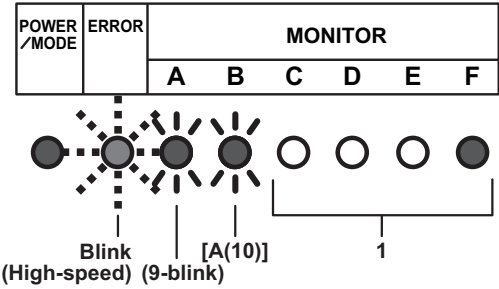 POWER
/MODE
ERROR
MONITOR
A B C D E F
Blink
(High-speed)
(9-blink)
[A(10)]
1